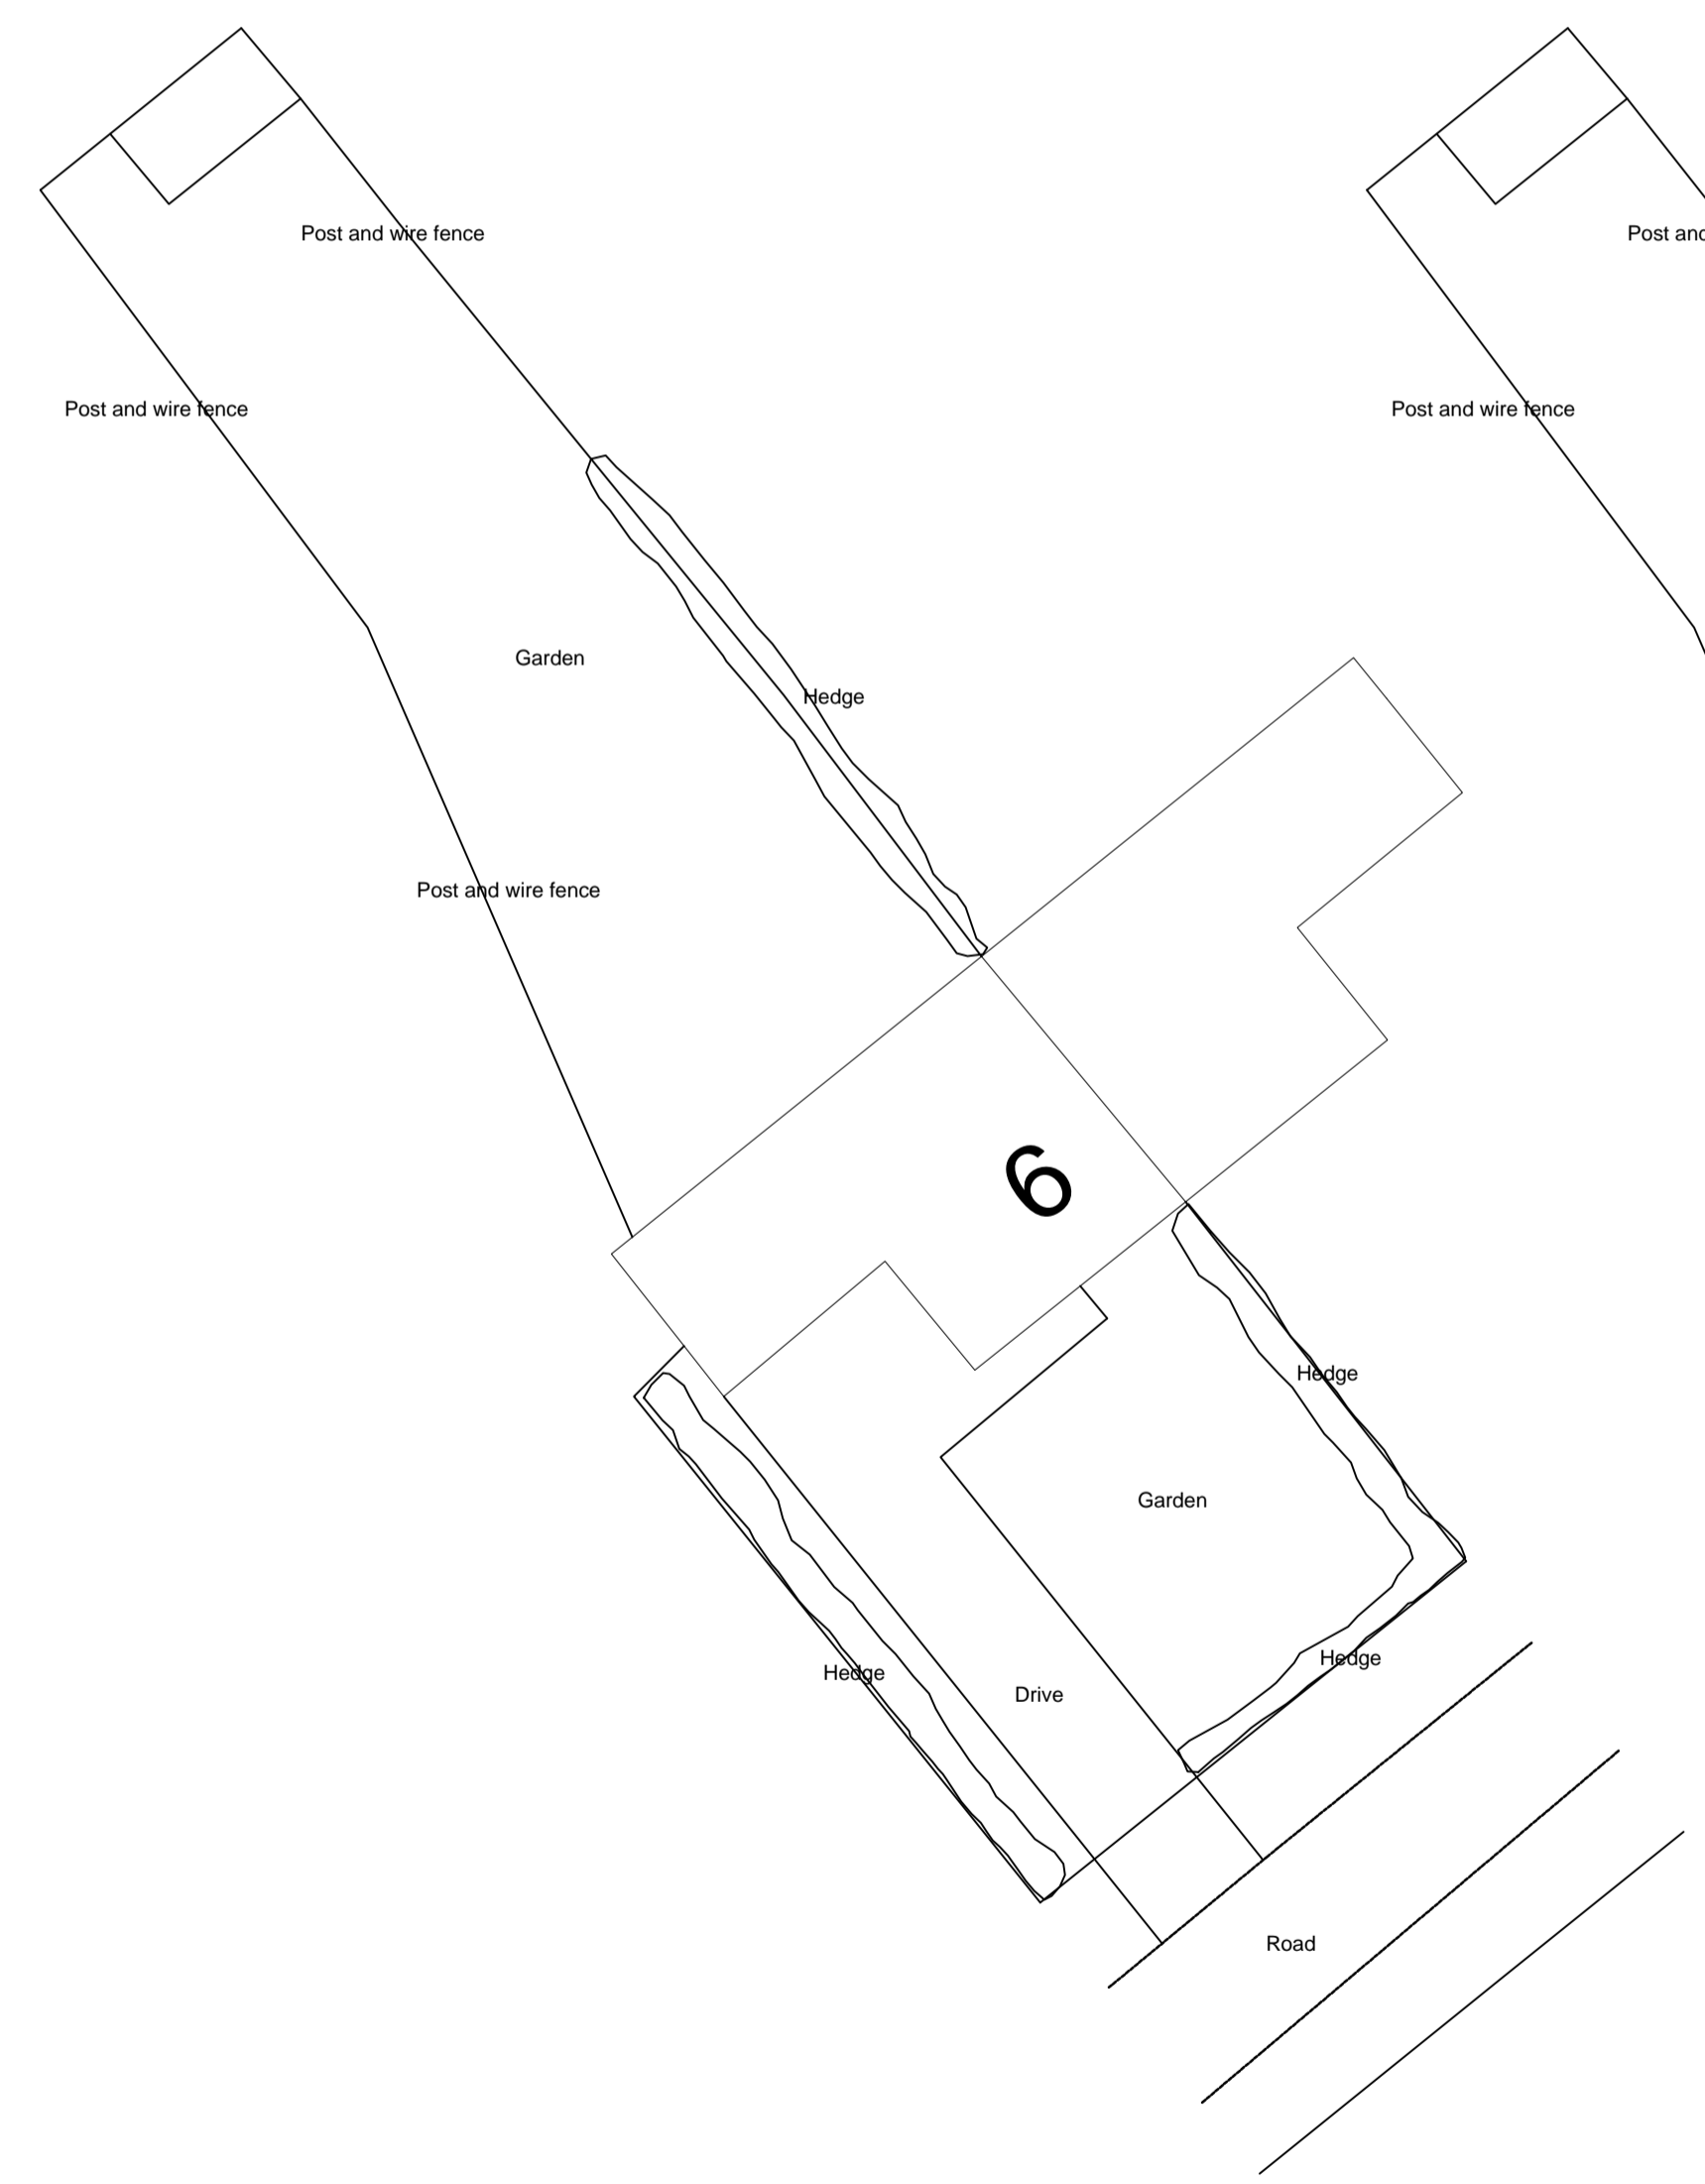 Post and wire fence
Post and
Post and wire fence
Post and wire fence
Garden
Hedge
Post and wire fence
6
Hedge
Garden
Hedge
Hedge
Drive
Road